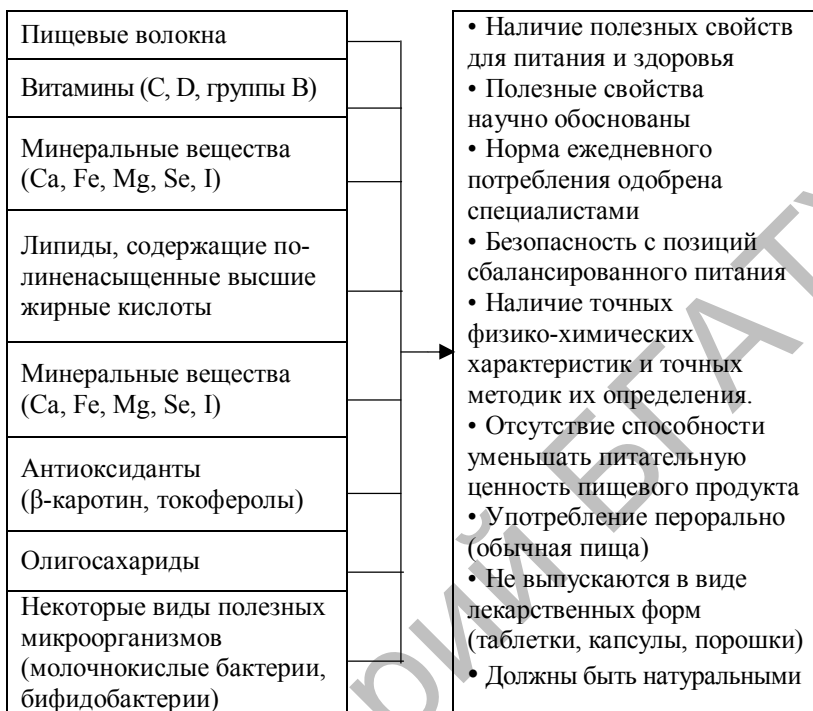 Пищевые волокна
Витамины (С, D, группы В)
Минеральные вещества
(Ca, Fe, Mg, Se, I)
Липиды, содержащие по-
линенасыщенные высшие
жирные кислоты
Минеральные вещества
(Ca, Fe, Mg, Se, I)
Антиоксиданты
(β-каротин, токоферолы)
Олигосахариды
Некоторые виды полезных
микроорганизмов
(молочнокислые бактерии,
бифидобактерии)
• Наличие полезных свойств
для питания и здоровья
• Полезные свойства
научно обоснованы
• Норма ежедневного
потребления одобрена
специалистами
• Безопасность с позиций
сбалансированного питания
• Наличие точных
физико-химических
характеристик и точных
методик их определения.
• Отсутствие способности
уменьшать питательную
ценность пищевого продукта
• Употребление перорально
(обычная пища)
• Не выпускаются в виде
лекарственных форм
(таблетки, капсулы, порошки)
• Должны быть натуральными
БГАТУ